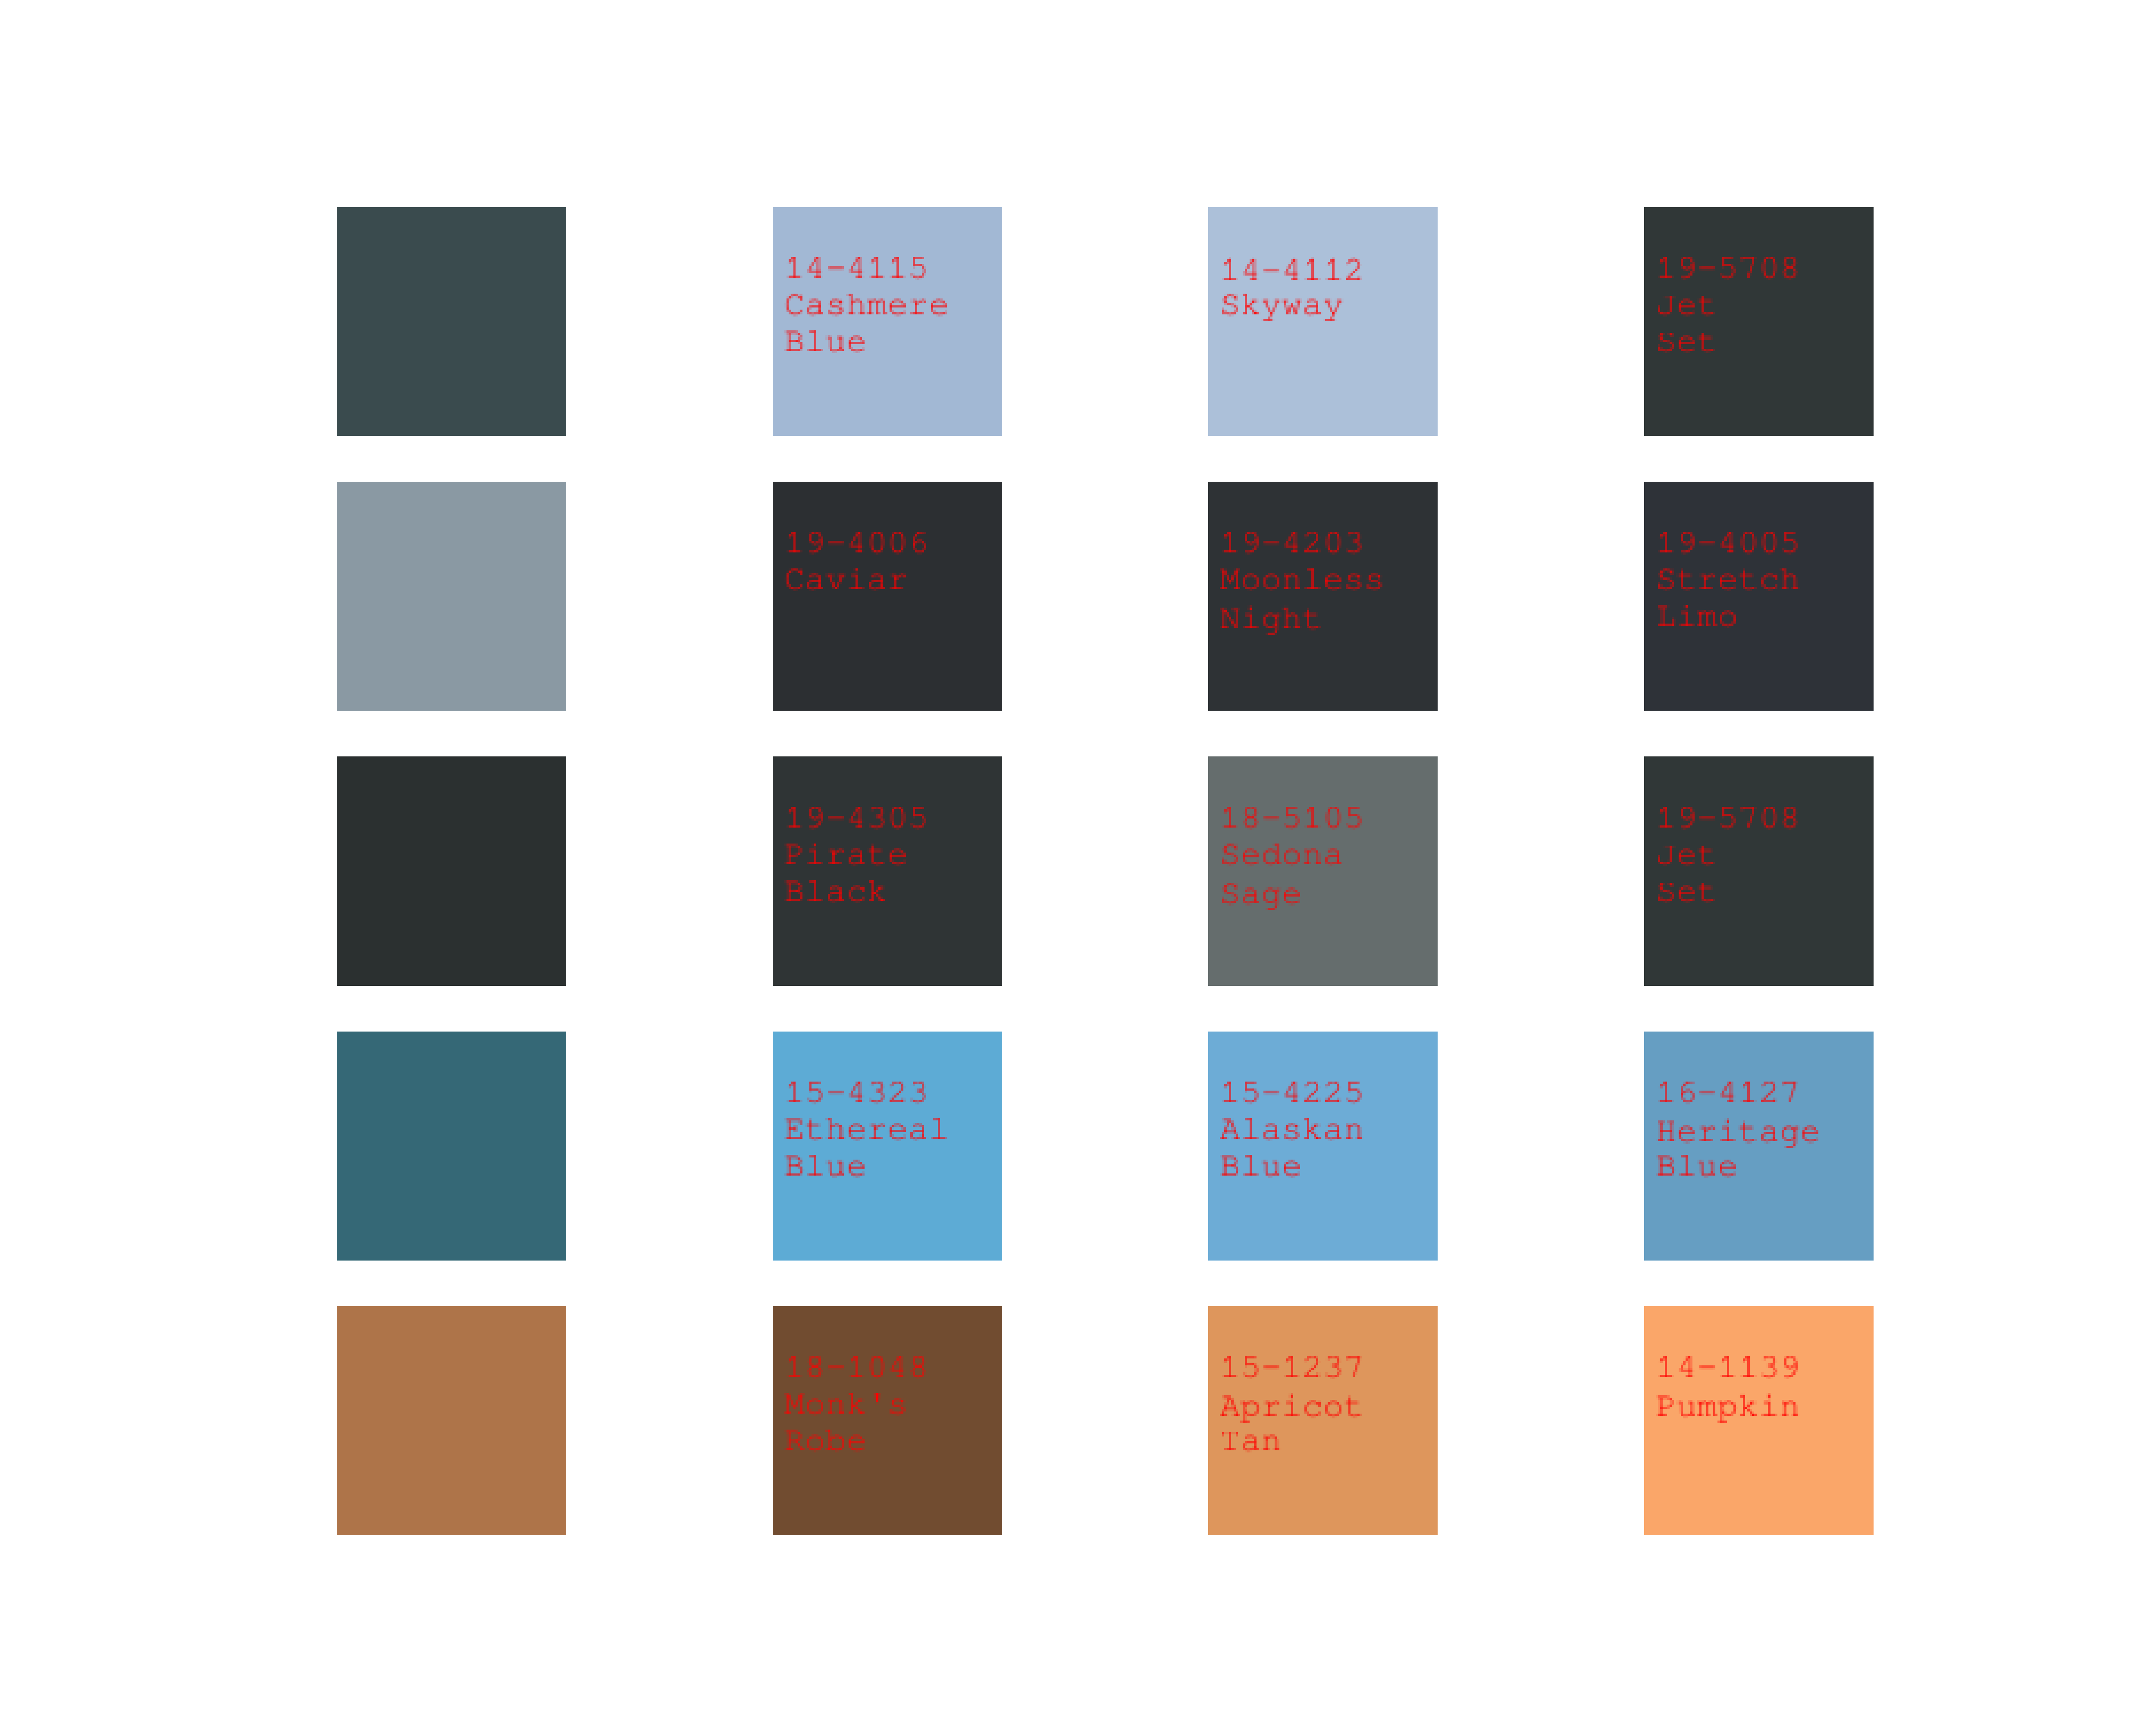 14-4115
Cashmere
Blue
14-4112
Skyway
19-5708
Jet
Set
19-4006
Caviar
19-4203
Moonless
Night
19-4005
Stretch
Limo
19-4305
Pirate
Black
18-5105
Sedona
Sage
19-5708
Jet
Set
15-4323
Ethereal
Blue
15-4225
Alaskan
Blue
16-4127
Heritage
Blue
18-1048
Monk's
Robe
15-1237
Apricot
Tan
14-1139
Pumpkin